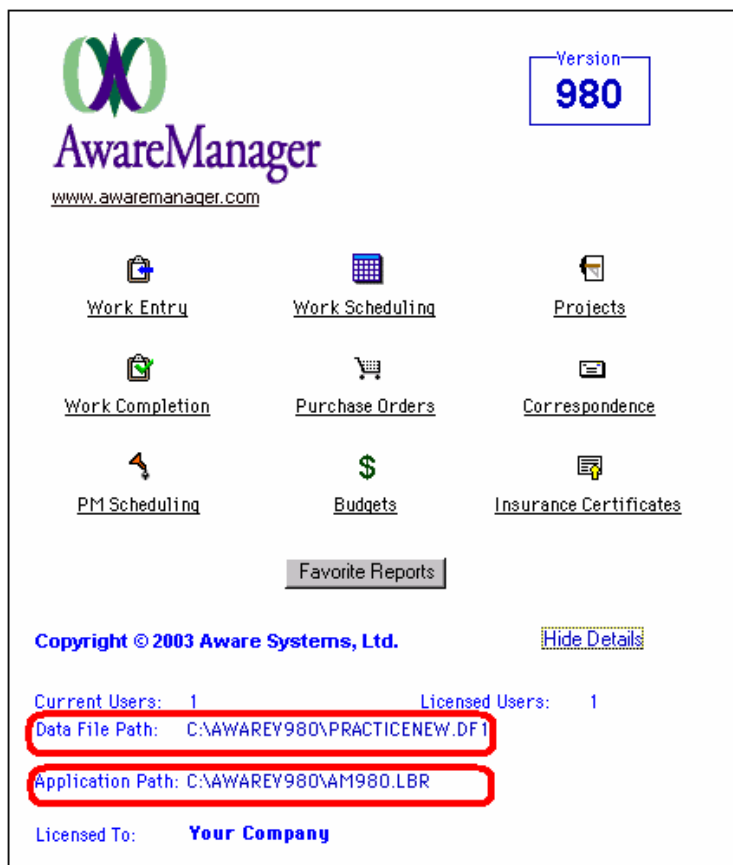 Version
980
AwareManager
www.awaremanager.com
Work Entry Work Scheduling Projects
Work Completion Purchase Orders Correspondence
$
PM Scheduling Budgets Insurance Certificates
Favorite Reports
Copyright © 2003 Aware Systems, Ltd. Hide Details
Current Users: 1 Licensed Users: 1
Data File Path: C:\AWAREV980\PRACTICENEW.DF1
Application Path: C:\AWAREV980\AM980.LBR
Licensed To: Your Company